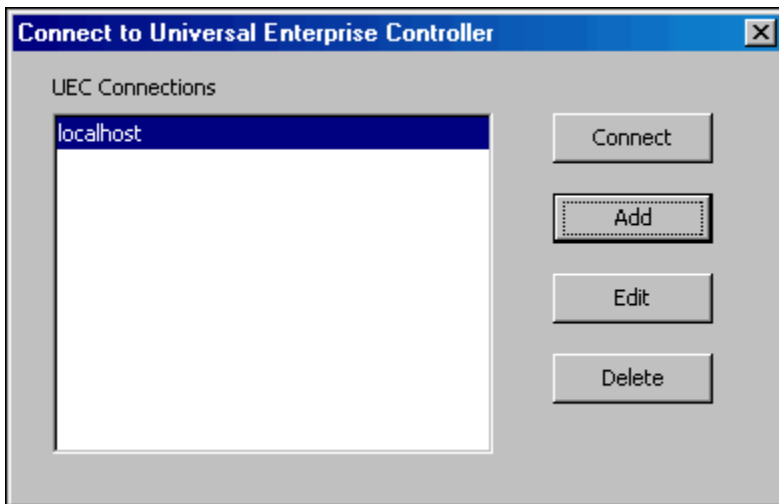 Connect to Universal Enterprise Controller
UEC Connections
localhost
Connect
Add
Edit
Delete